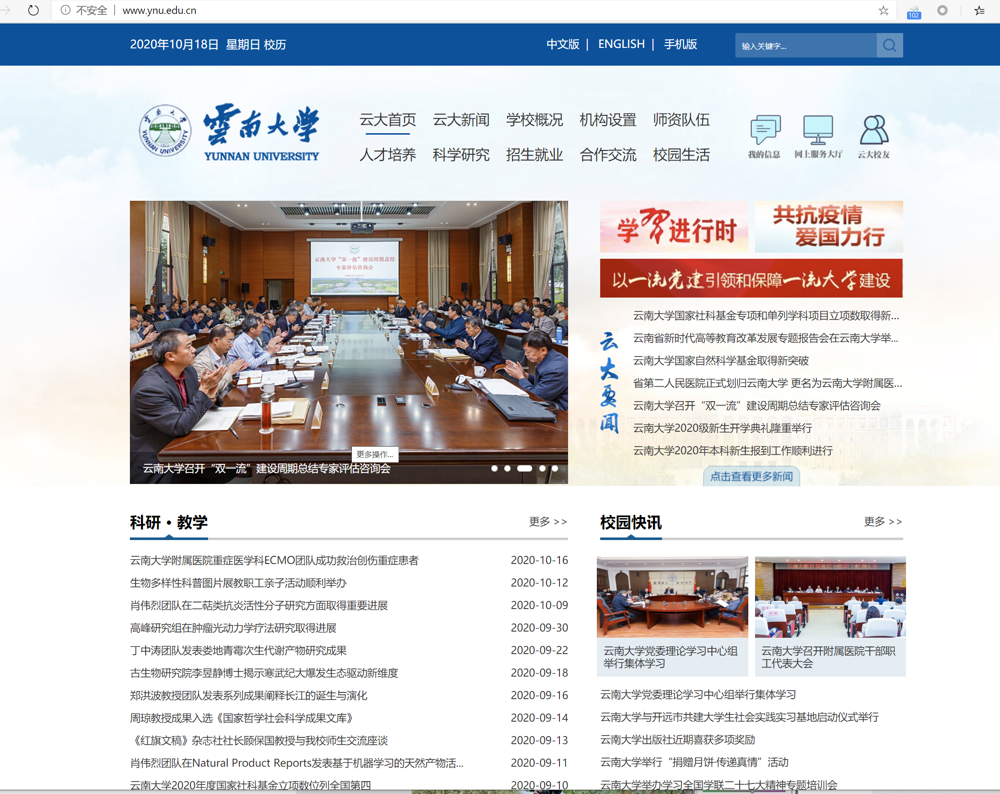 不安全 | www.ynu.edu.cn
102
2020年10月18日 星期日 校历
中文版 | ENGLISH | 手机版
输入关键字...
雲南大学
YUNNAN UNIVERSITY
云南大学
YUNNAN UNIVERSITY
1922
云大首页 云大新闻 学校概况 机构设置 师资队伍
人才培养 科学研究 招生就业 合作交流 校园生活
我的信息 网上服务大厅 云大校友
云南大学“双一流”建设周期总结
专家评估咨询会
更多操作...
云南大学召开“双一流”建设周期总结专家评估咨询会
学习进行时
共抗疫情
爱国力行
以一流党建引领和保障一流大学建设
云大要闻
云南大学国家社科基金专项和单列学科项目立项数取得新...
云南省新时代高等教育改革发展专题报告会在云南大学举...
云南大学国家自然科学基金取得新突破
省第二人民医院正式划归云南大学 更名为云南大学附属医...
云南大学召开“双一流”建设周期总结专家评估咨询会
云南大学2020级新生开学典礼隆重举行
云南大学2020年本科新生报到工作顺利进行
点击查看更多新闻
科研·教学
更多 >>
云南大学附属医院重症医学科ECMO团队成功救治创伤重症患者 2020-10-16
生物多样性科普图片展教职工亲子活动顺利举办 2020-10-12
肖伟烈团队在二萜类抗炎活性分子研究方面取得重要进展 2020-10-09
高峰研究组在肿瘤光动力学疗法研究取得进展 2020-09-30
丁中涛团队发表娄地青霉次生代谢产物研究成果 2020-09-22
古生物研究院李昱静博士揭示寒武纪大爆发生态驱动新维度 2020-09-18
郑洪波教授团队发表系列成果阐释长江的诞生与演化 2020-09-16
周琼教授成果入选《国家哲学社会科学成果文库》 2020-09-14
《红旗文稿》杂志社社长顾保国教授与我校师生交流座谈 2020-09-13
肖伟烈团队在Natural Product Reports发表基于机器学习的天然产物活... 2020-09-11
云南大学2020年度国家社科基金立项数位列全国第四 2020-09-10
校园快讯
更多 >>
云南大学附属医院干部职工代表大会
云南大学党委理论学习中心组
举行集体学习
云南大学召开附属医院干部职
工代表大会
云南大学党委理论学习中心组举行集体学习
云南大学与开远市共建大学生社会实践实习基地启动仪式举行
云南大学出版社近期喜获多项奖励
云南大学举行“捐赠月饼·传递真情”活动
云南大学举办学习全国学联二十七大精神专题培训会